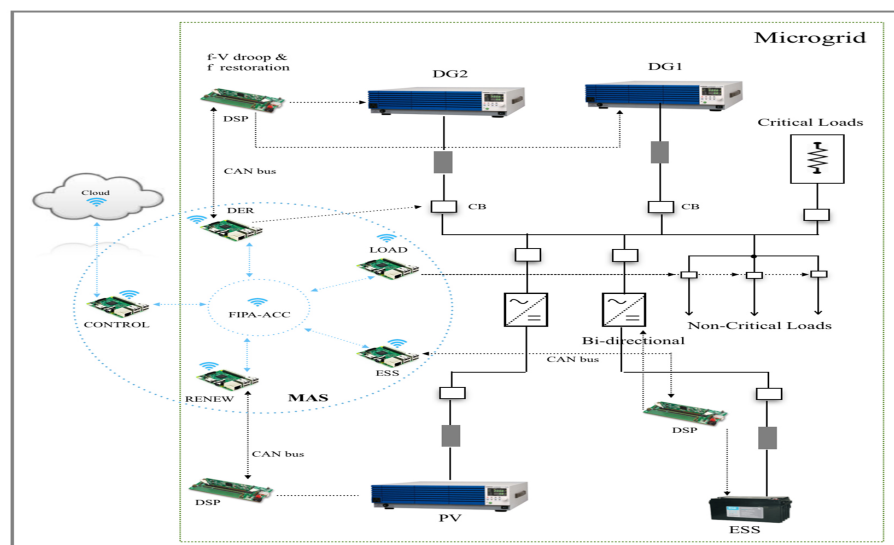 Microgrid
f-V droop &
f restoration
DG2
DG1
DSP
Critical Loads
CAN bus
Cloud
DER
CB
CB
LOAD
FIPA-ACC
CONTROL
Non-Critical Loads
Bi-directional
ESS
CAN bus
RENEW
MAS
DSP
CAN bus
DSP
PV
ESS